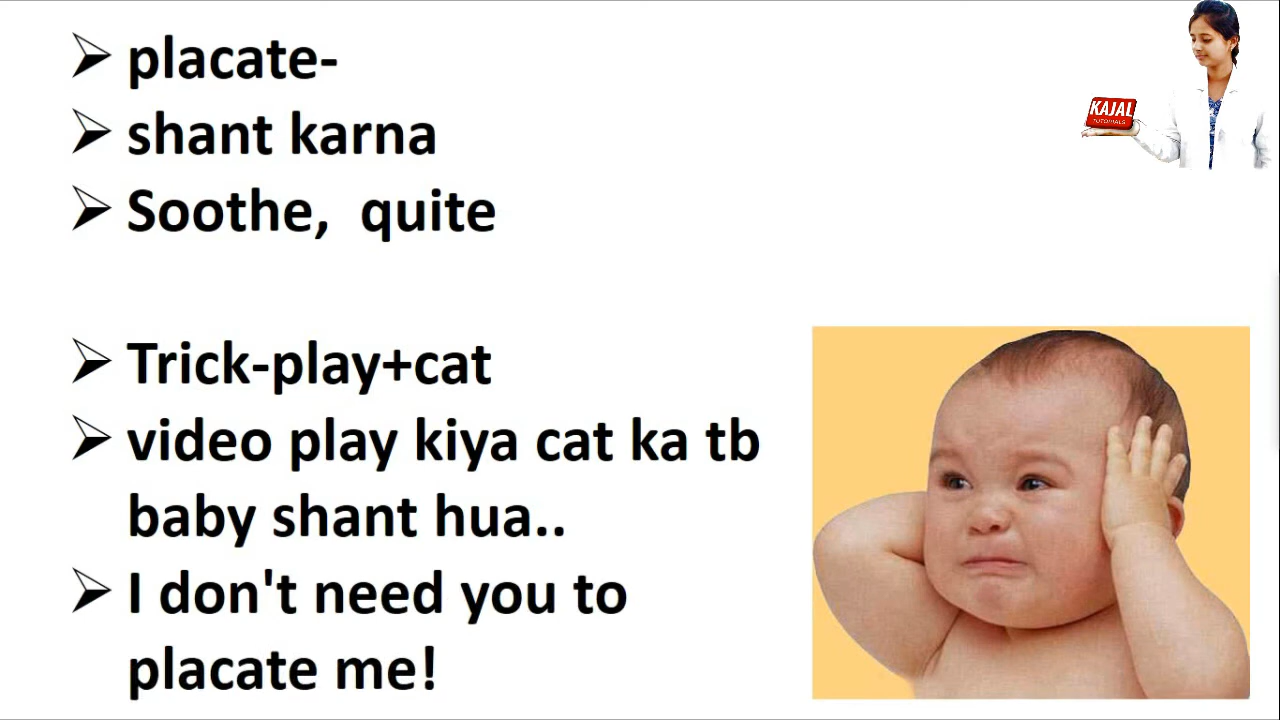 placate-
shant karna
Soothe,  quite
Trick-play+cat
video play kiya cat ka tb
baby shant hua..
I don't need you to
placate me!
KAJAL
TUTORIALS